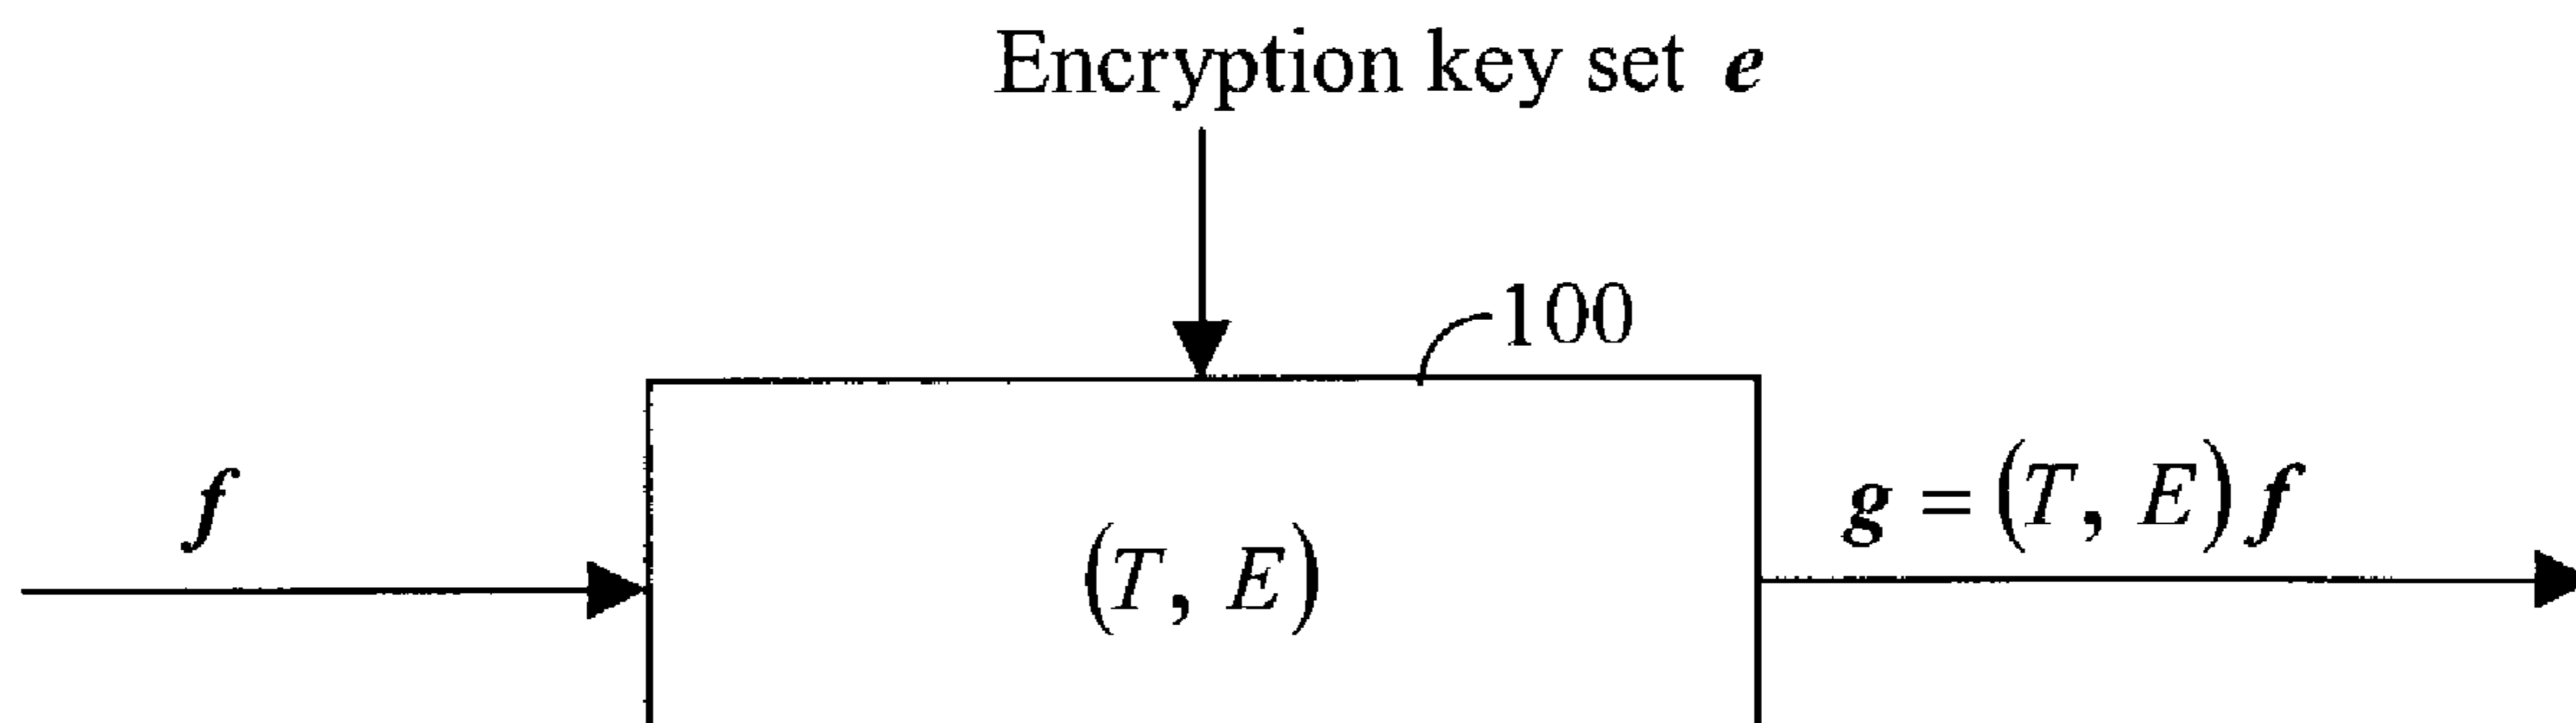 Encryption key set e
100
f
g = (T, E) f
(T, E)